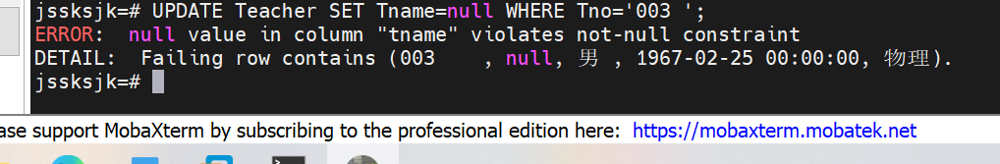 jssksjk=# UPDATE Teacher SET Tname=null WHERE Tno='003 ';
ERROR:  null value in column "tname" violates not-null constraint
DETAIL:  Failing row contains (003    , null, 男 , 1967-02-25 00:00:00, 物理).
jssksjk=#
ase support MobaXterm by subscribing to the professional edition here:  https://mobaxterm.mobatek.net